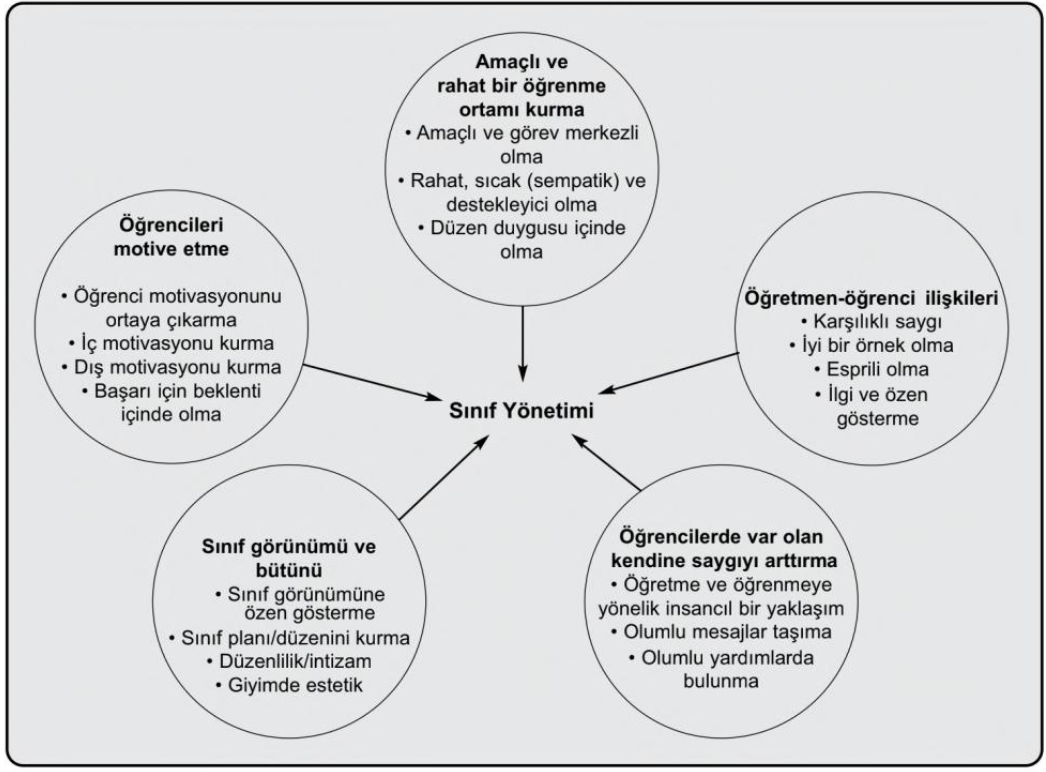 Amaçlı ve
rahat bir öğrenme
ortamı kurma
• Amaçlı ve görev merkezli
olma
• Rahat, sıcak (sempatik) ve
destekleyici olma
• Düzen duygusu içinde
olma
Öğrencileri
motive etme
• Öğrenci motivasyonunu
ortaya çıkarma
• İç motivasyonu kurma
• Dış motivasyonu kurma
• Başarı için beklenti
içinde olma
Öğretmen-öğrenci ilişkileri
• Karşılıklı saygı
• İyi bir örnek olma
• Esprili olma
• İlgi ve özen
gösterme
Sınıf Yönetimi
Sınıf görünümü ve
bütünü
• Sınıf görünümüne
özen gösterme
• Sınıf planı/düzenini kurma
• Düzenlilik/intizam
• Giyimde estetik
Öğrencilerde var olan
kendine saygıyı arttırma
• Öğretme ve öğrenmeye
yönelik insancıl bir yaklaşım
• Olumlu mesajlar taşıma
• Olumlu yardımlarda
bulunma